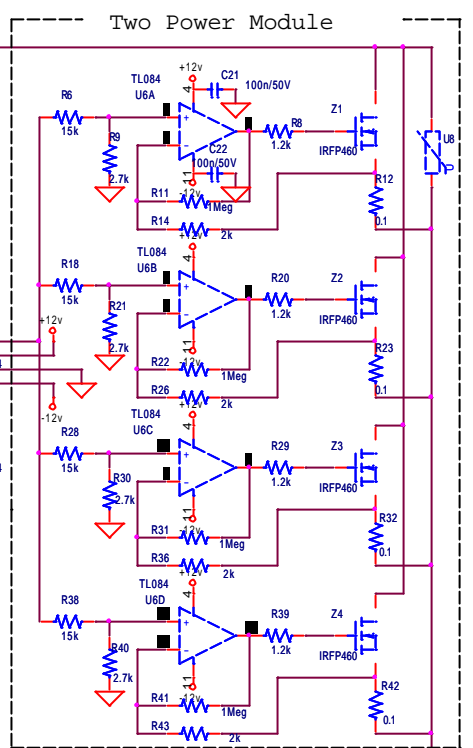 Two Power Module
+12v
C21
TL084
U6A
4
100n/50V
R6
15k
R9
2.7k
+
-
C22
100n/50V
11
-12v
R8
1.2k
Z1
IRFP460
U8
R11
1Meg
R14
2k
R12
0.1
+12v
TL084
U6B
4
R18
15k
R21
2.7k
+
-
11
-12v
R20
1.2k
Z2
IRFP460
+12v
R22
1Meg
R26
2k
R23
0.1
-12v
+12v
TL084
U6C
4
R28
15k
R30
2.7k
+
-
11
-12v
R29
1.2k
Z3
IRFP460
R31
1Meg
R36
2k
R32
0.1
+12v
TL084
U6D
4
R38
15k
R40
2.7k
+
-
11
-12v
R39
1.2k
Z4
IRFP460
R41
1Meg
R43
2k
R42
0.1